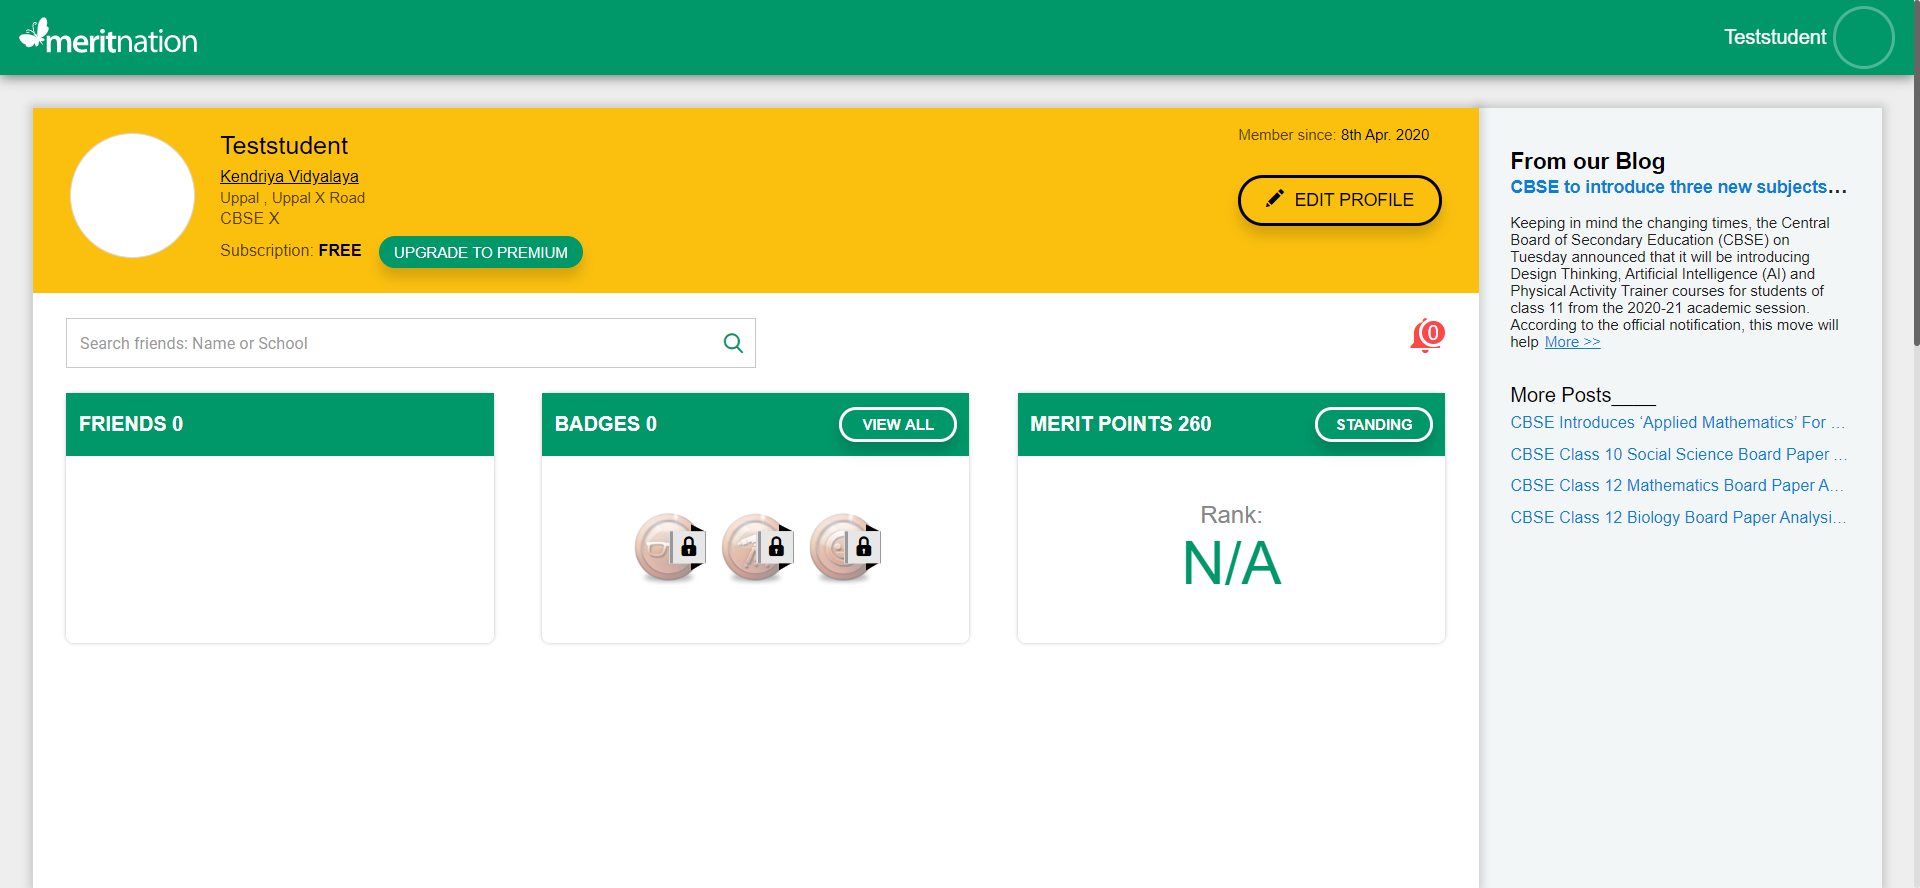 meritnation
Teststudent
Teststudent
Kendriya Vidyalaya
Uppal , Uppal X Road
CBSE X
Subscription: FREE
UPGRADE TO PREMIUM
Member since: 8th Apr. 2020
EDIT PROFILE
Search friends: Name or School
0
FRIENDS 0
BADGES 0
VIEW ALL
MERIT POINTS 260
STANDING
Rank:
N/A
From our Blog
CBSE to introduce three new subjects...
Keeping in mind the changing times, the Central
Board of Secondary Education (CBSE) on
Tuesday announced that it will be introducing
Design Thinking, Artificial Intelligence (AI) and
Physical Activity Trainer courses for students of
class 11 from the 2020-21 academic session.
According to the official notification, this move will
help More >>
More Posts____
CBSE Introduces ‘Applied Mathematics’ For ...
CBSE Class 10 Social Science Board Paper ...
CBSE Class 12 Mathematics Board Paper A...
CBSE Class 12 Biology Board Paper Analysi...